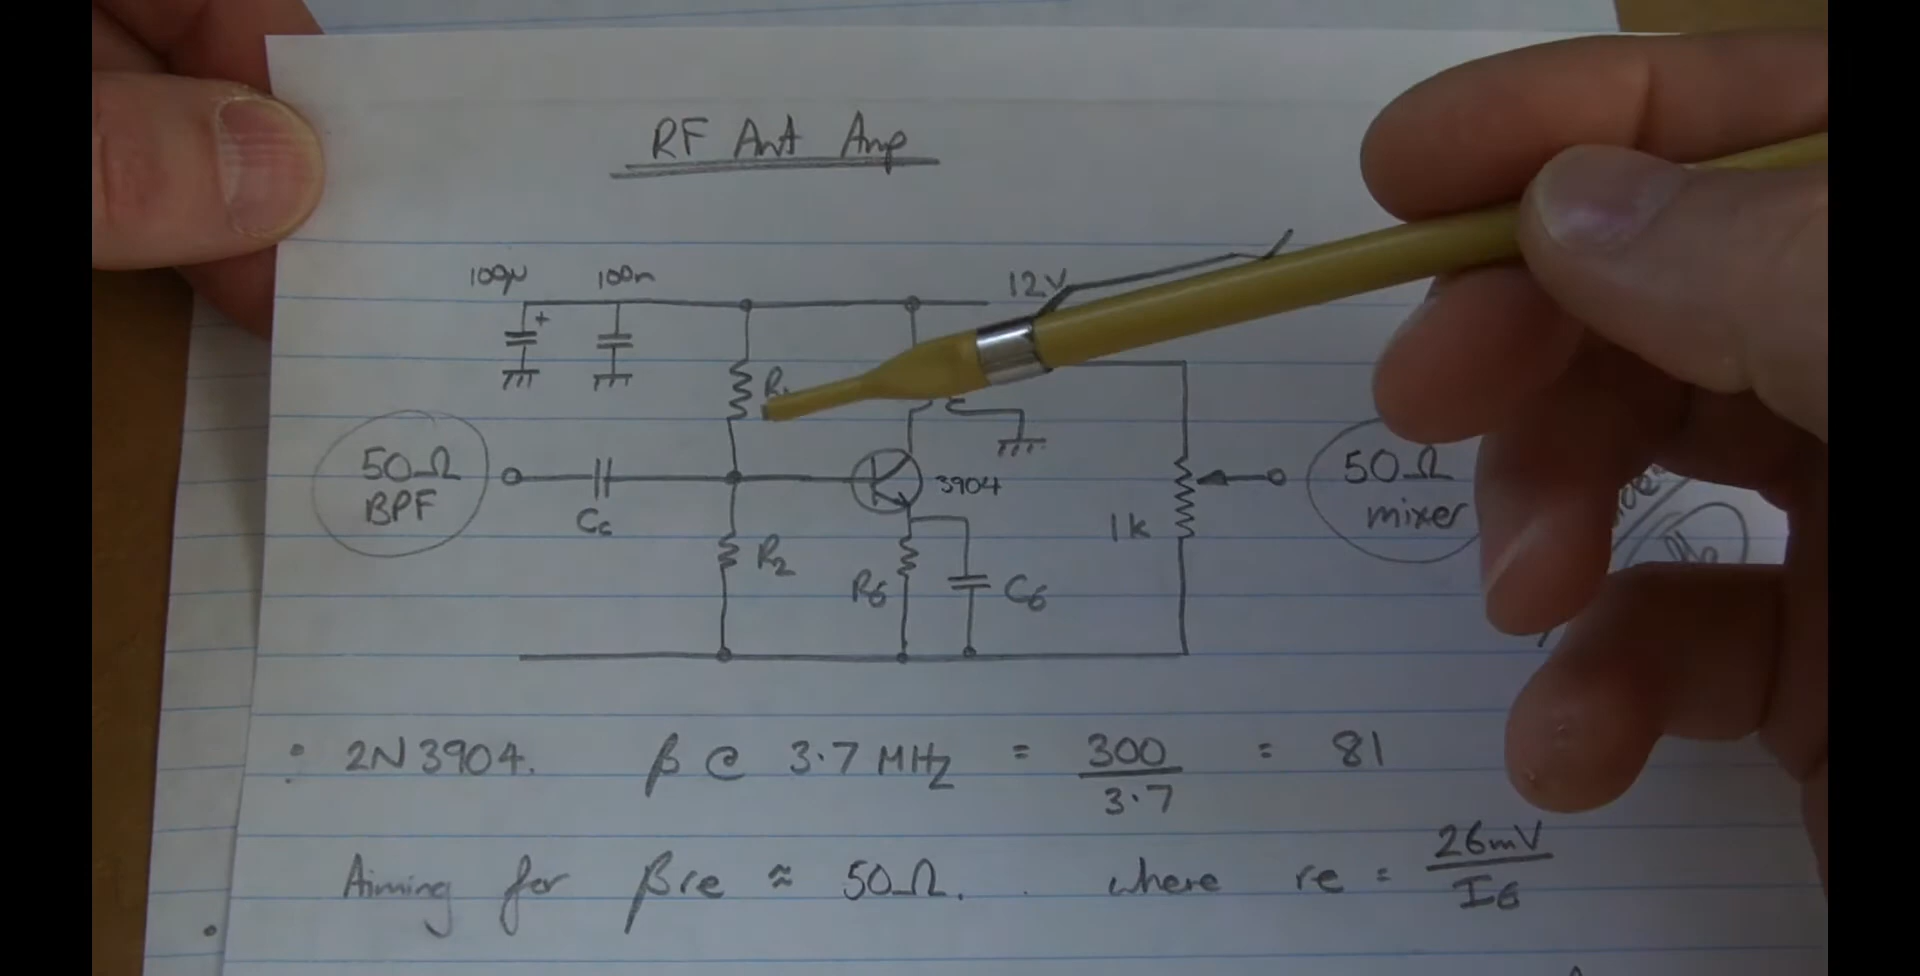 RF Ant Amp
100µ 100n
12V
R1
50Ω
BPF
Cc
3904
R2
RE
CE
1k
50Ω
mixer
: 2N3904. β @ 3.7 MHz = 300 / 3.7 = 81
Aiming for βre ≈ 50Ω. where re = 26mV / IE